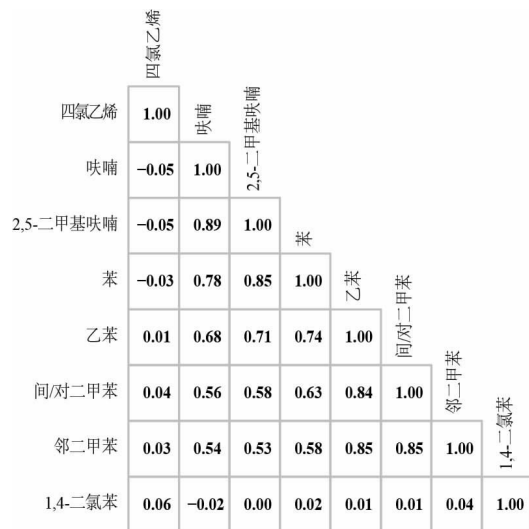 四氯乙烯
四氯乙烯 1.00 呋喃
呋喃 −0.05 1.00 2,5-二甲基呋喃
2,5-二甲基呋喃 −0.05 0.89 1.00 苯
苯 −0.03 0.78 0.85 1.00 乙苯
乙苯 0.01 0.68 0.71 0.74 1.00 间/对二甲苯
间/对二甲苯 0.04 0.56 0.58 0.63 0.84 1.00 邻二甲苯
邻二甲苯 0.03 0.54 0.53 0.58 0.85 0.85 1.00 1,4-二氯苯
1,4-二氯苯 0.06 −0.02 0.00 0.02 0.01 0.01 0.04 1.00